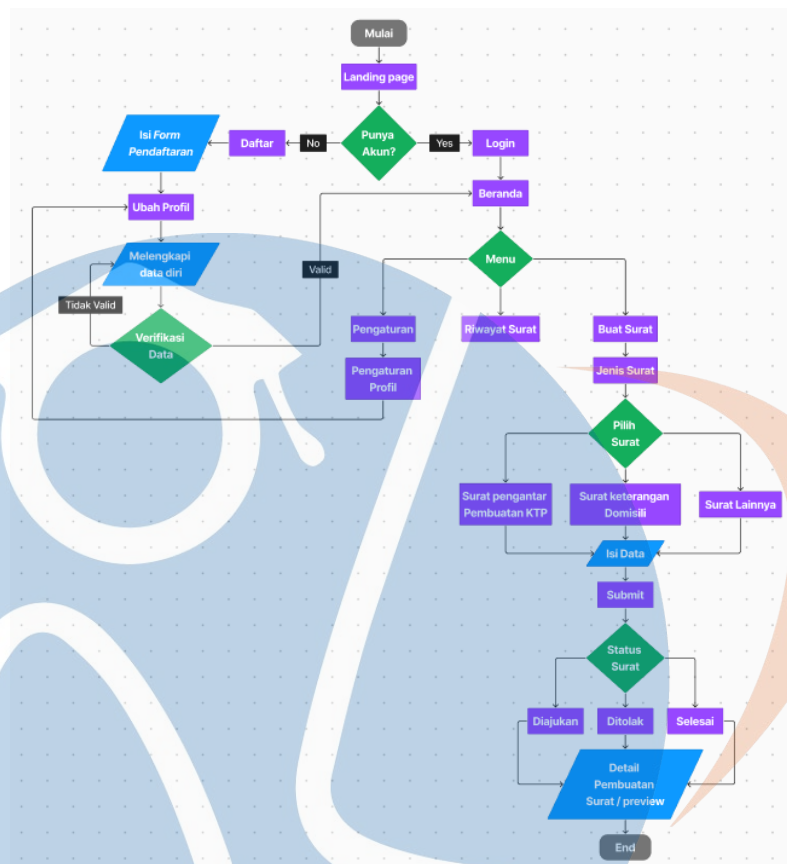 Mulai
Landing page
Punya
Akun?
No
Yes
Daftar
Login
Isi Form
Pendaftaran
Ubah Profil
Beranda
Melengkapi
data diri
Menu
Valid
Tidak Valid
Verifikasi
Data
Pengaturan
Riwayat Surat
Buat Surat
Pengaturan
Profil
Jenis Surat
Pilih
Surat
Surat pengantar
Pembuatan KTP
Surat keterangan
Domisili
Surat Lainnya
Isi Data
Submit
Status
Surat
Diajukan
Ditolak
Selesai
Detail
Pembuatan
Surat / preview
End